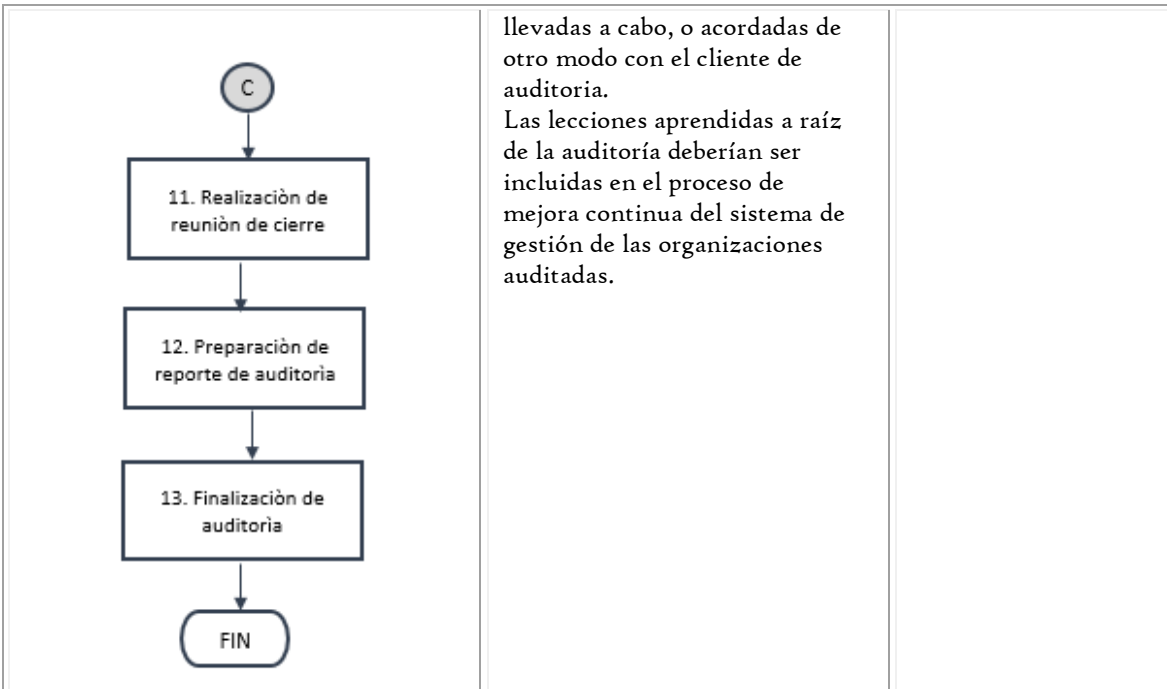 C
11. Realizaciòn de
reuniòn de cierre
12. Preparaciòn de
reporte de auditorìa
13. Finalizaciòn de
auditorìa
FIN
llevadas a cabo, o acordadas de
otro modo con el cliente de
auditoria.
Las lecciones aprendidas a raíz
de la auditoría deberían ser
incluidas en el proceso de
mejora continua del sistema de
gestión de las organizaciones
auditadas.